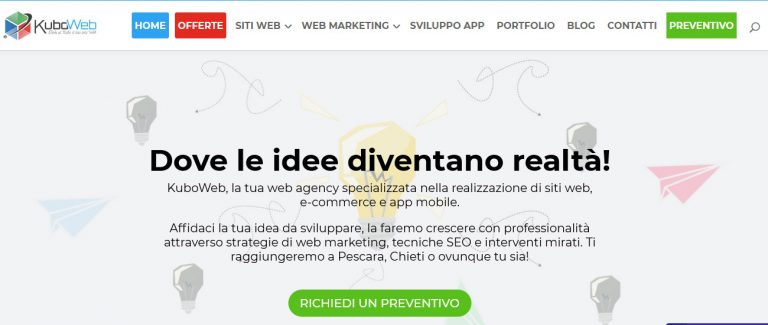 KuboWeb
HOME OFFERTE SITI WEB WEB MARKETING SVILUPPO APP PORTFOLIO BLOG CONTATTI PREVENTIVO
Dove le idee diventano realtà!
KuboWeb, la tua web agency specializzata nella realizzazione di siti web,
e-commerce e app mobile.
Affidaci la tua idea da sviluppare, la faremo crescere con professionalità
attraverso strategie di web marketing, tecniche SEO e interventi mirati. Ti
raggiungeremo a Pescara, Chieti o ovunque tu sia!
RICHIEDI UN PREVENTIVO